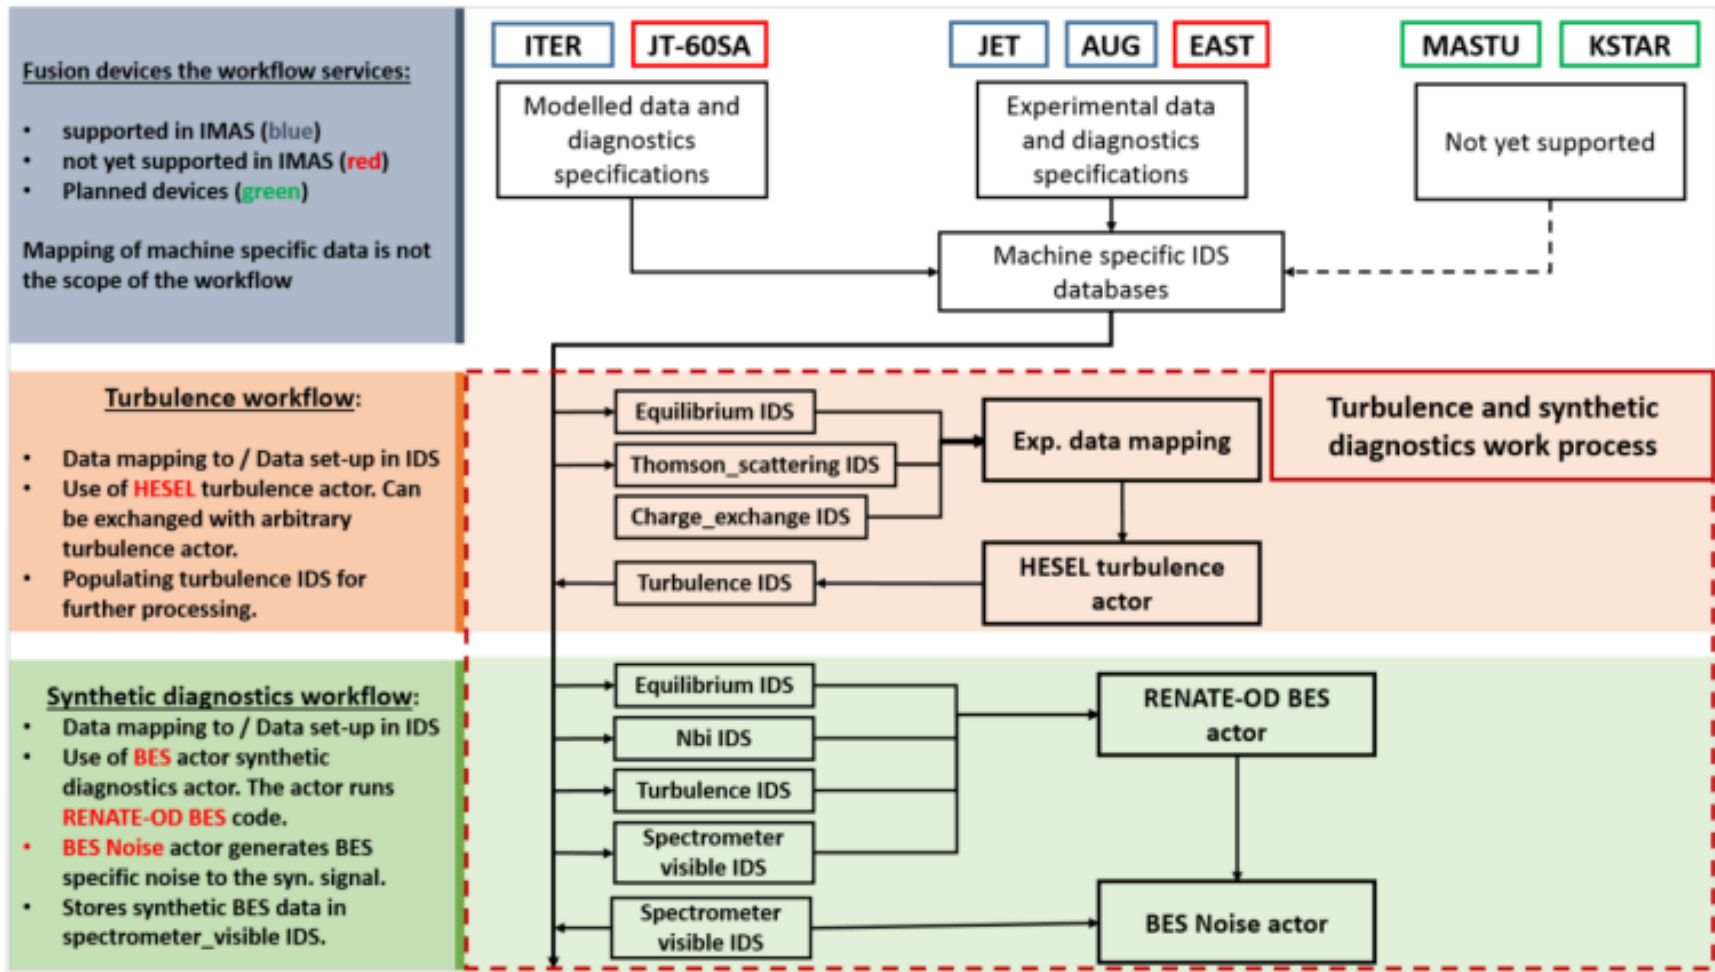 Fusion devices the workflow services:
• supported in IMAS (blue)
• not yet supported in IMAS (red)
• Planned devices (green)
Mapping of machine specific data is not
the scope of the workflow
ITER
JT-60SA
JET
AUG
EAST
MASTU
KSTAR
Modelled data and
diagnostics
specifications
Experimental data
and diagnostics
specifications
Not yet supported
Machine specific IDS
databases
Turbulence workflow:
• Data mapping to / Data set-up in IDS
• Use of HESEL turbulence actor. Can
be exchanged with arbitrary
turbulence actor.
• Populating turbulence IDS for
further processing.
Equilibrium IDS
Thomson_scattering IDS
Charge_exchange IDS
Turbulence IDS
Exp. data mapping
HESEL turbulence
actor
Turbulence and synthetic
diagnostics work process
Synthetic diagnostics workflow:
• Data mapping to / Data set-up in IDS
• Use of BES actor synthetic
diagnostics actor. The actor runs
RENATE-OD BES code.
• BES Noise actor generates BES
specific noise to the syn. signal.
• Stores synthetic BES data in
spectrometer_visible IDS.
Equilibrium IDS
Nbi IDS
Turbulence IDS
Spectrometer
visible IDS
Spectrometer
visible IDS
RENATE-OD BES
actor
BES Noise actor